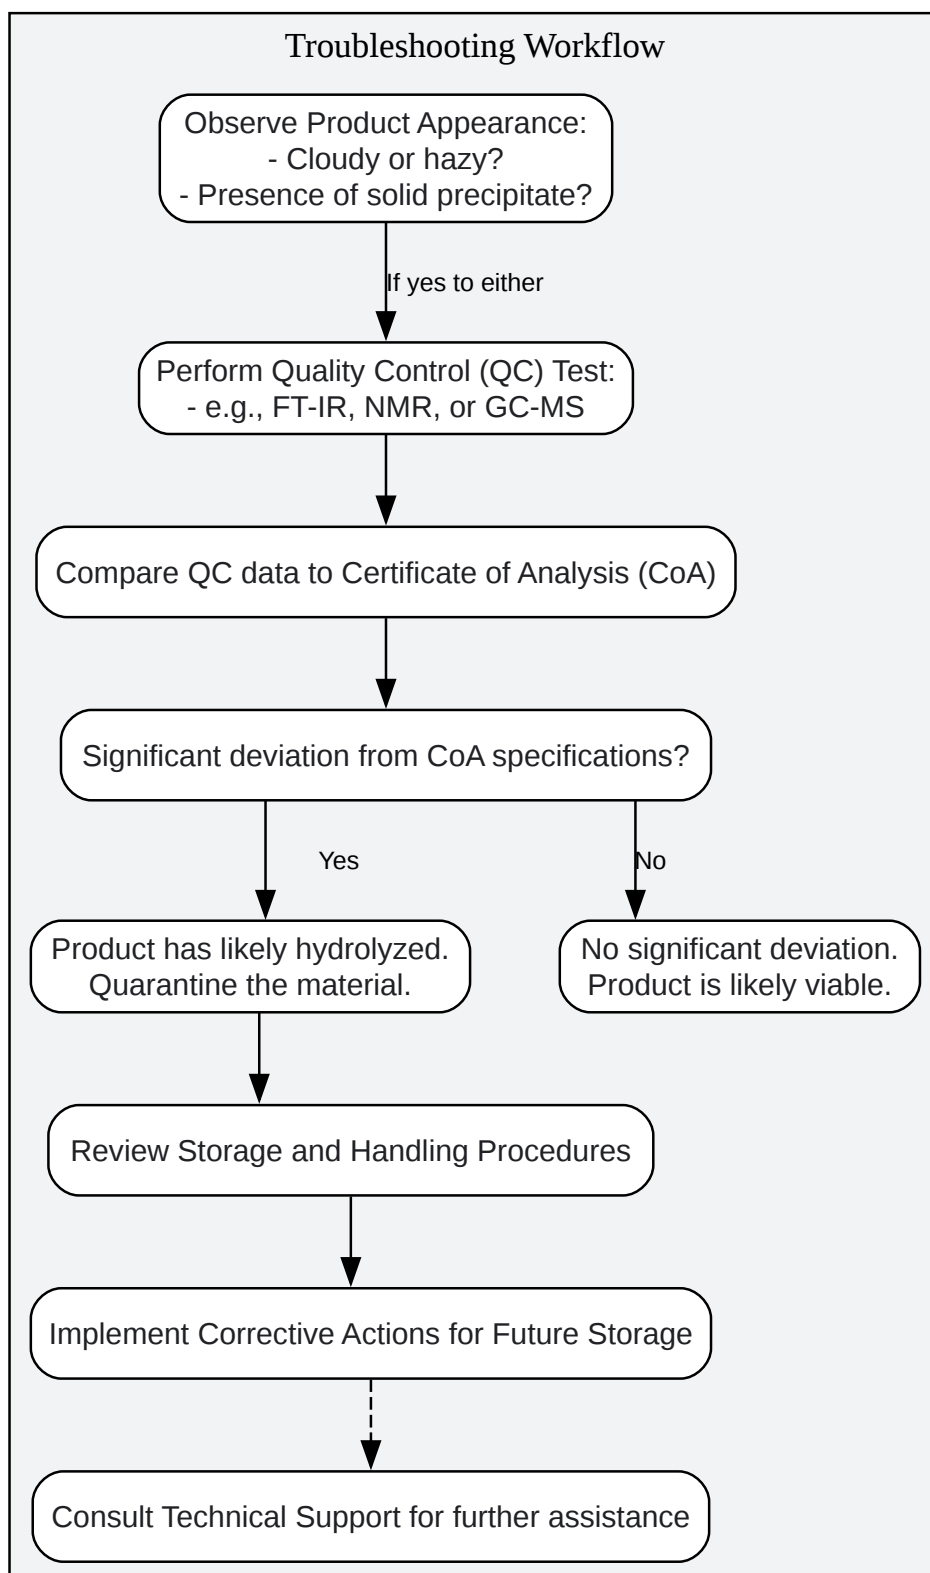 Troubleshooting Workflow
Observe Product Appearance:
- Cloudy or hazy?
- Presence of solid precipitate?
If yes to either
Perform Quality Control (QC) Test:
- e.g., FT-IR, NMR, or GC-MS
Compare QC data to Certificate of Analysis (CoA)
Significant deviation from CoA specifications?
Yes
No
Product has likely hydrolyzed.
Quarantine the material.
No significant deviation.
Product is likely viable.
Review Storage and Handling Procedures
Implement Corrective Actions for Future Storage
Consult Technical Support for further assistance